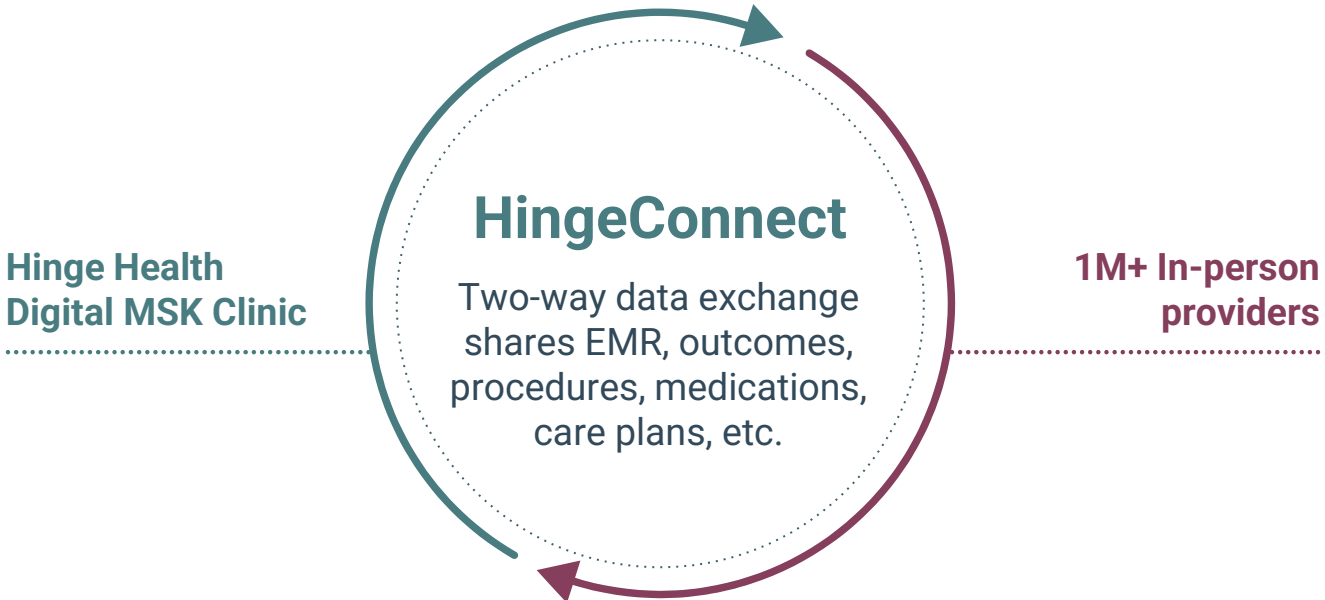 HingeConnect
Two-way data exchange
shares EMR, outcomes,
procedures, medications,
care plans, etc.
Hinge Health
Digital MSK Clinic
1M+ In-person
providers